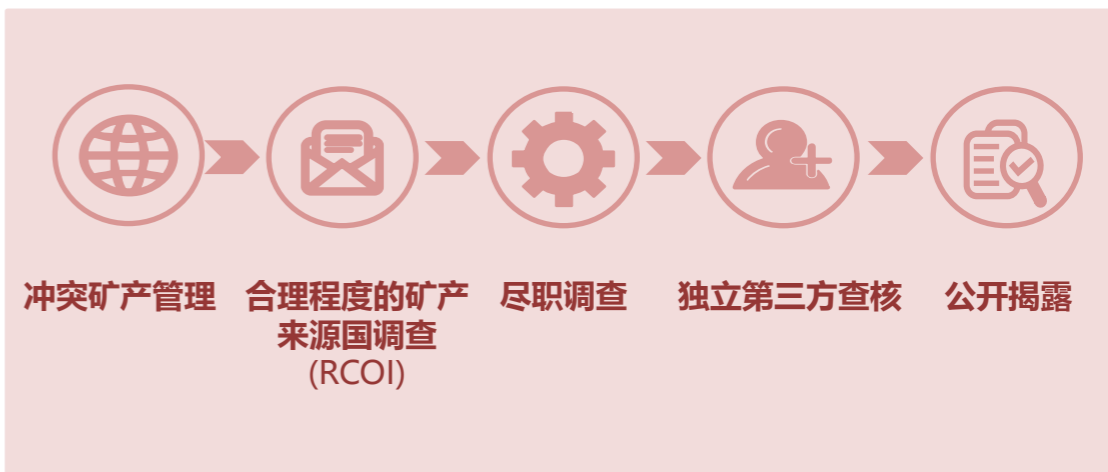 冲突矿产管理
合理程度的矿产
来源国调查
(RCOI)
尽职调查
独立第三方查核
公开揭露